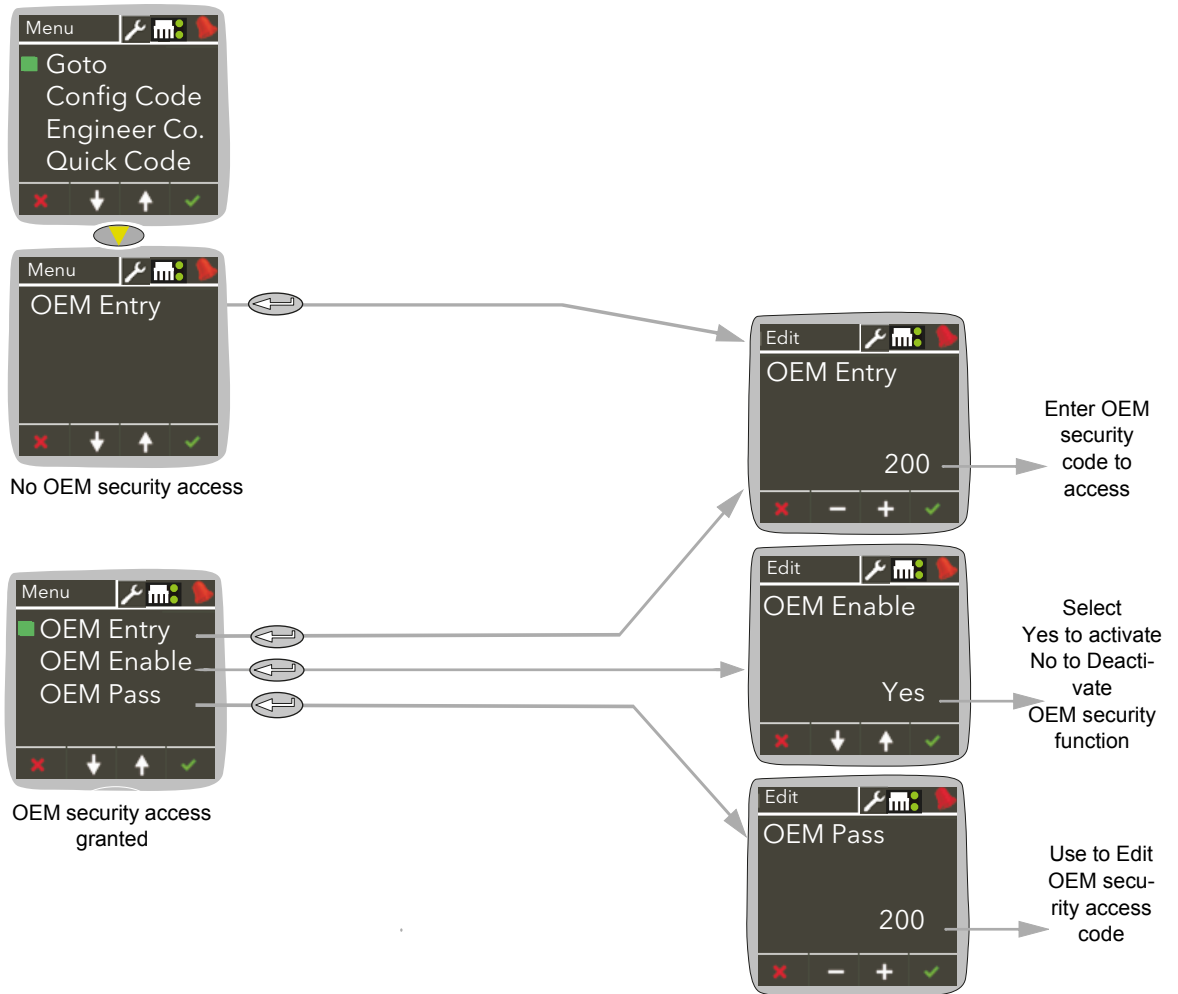 Menu
Goto
Config Code
Engineer Co.
Quick Code
Menu
OEM Entry
No OEM security access
Edit
OEM Entry
200
Enter OEM
security
code to
access
Menu
OEM Entry
OEM Enable
OEM Pass
OEM security access
granted
Edit
OEM Enable
Yes
Select
Yes to activate
No to Deacti-
vate
OEM security
function
Edit
OEM Pass
200
Use to Edit
OEM secu-
rity access
code